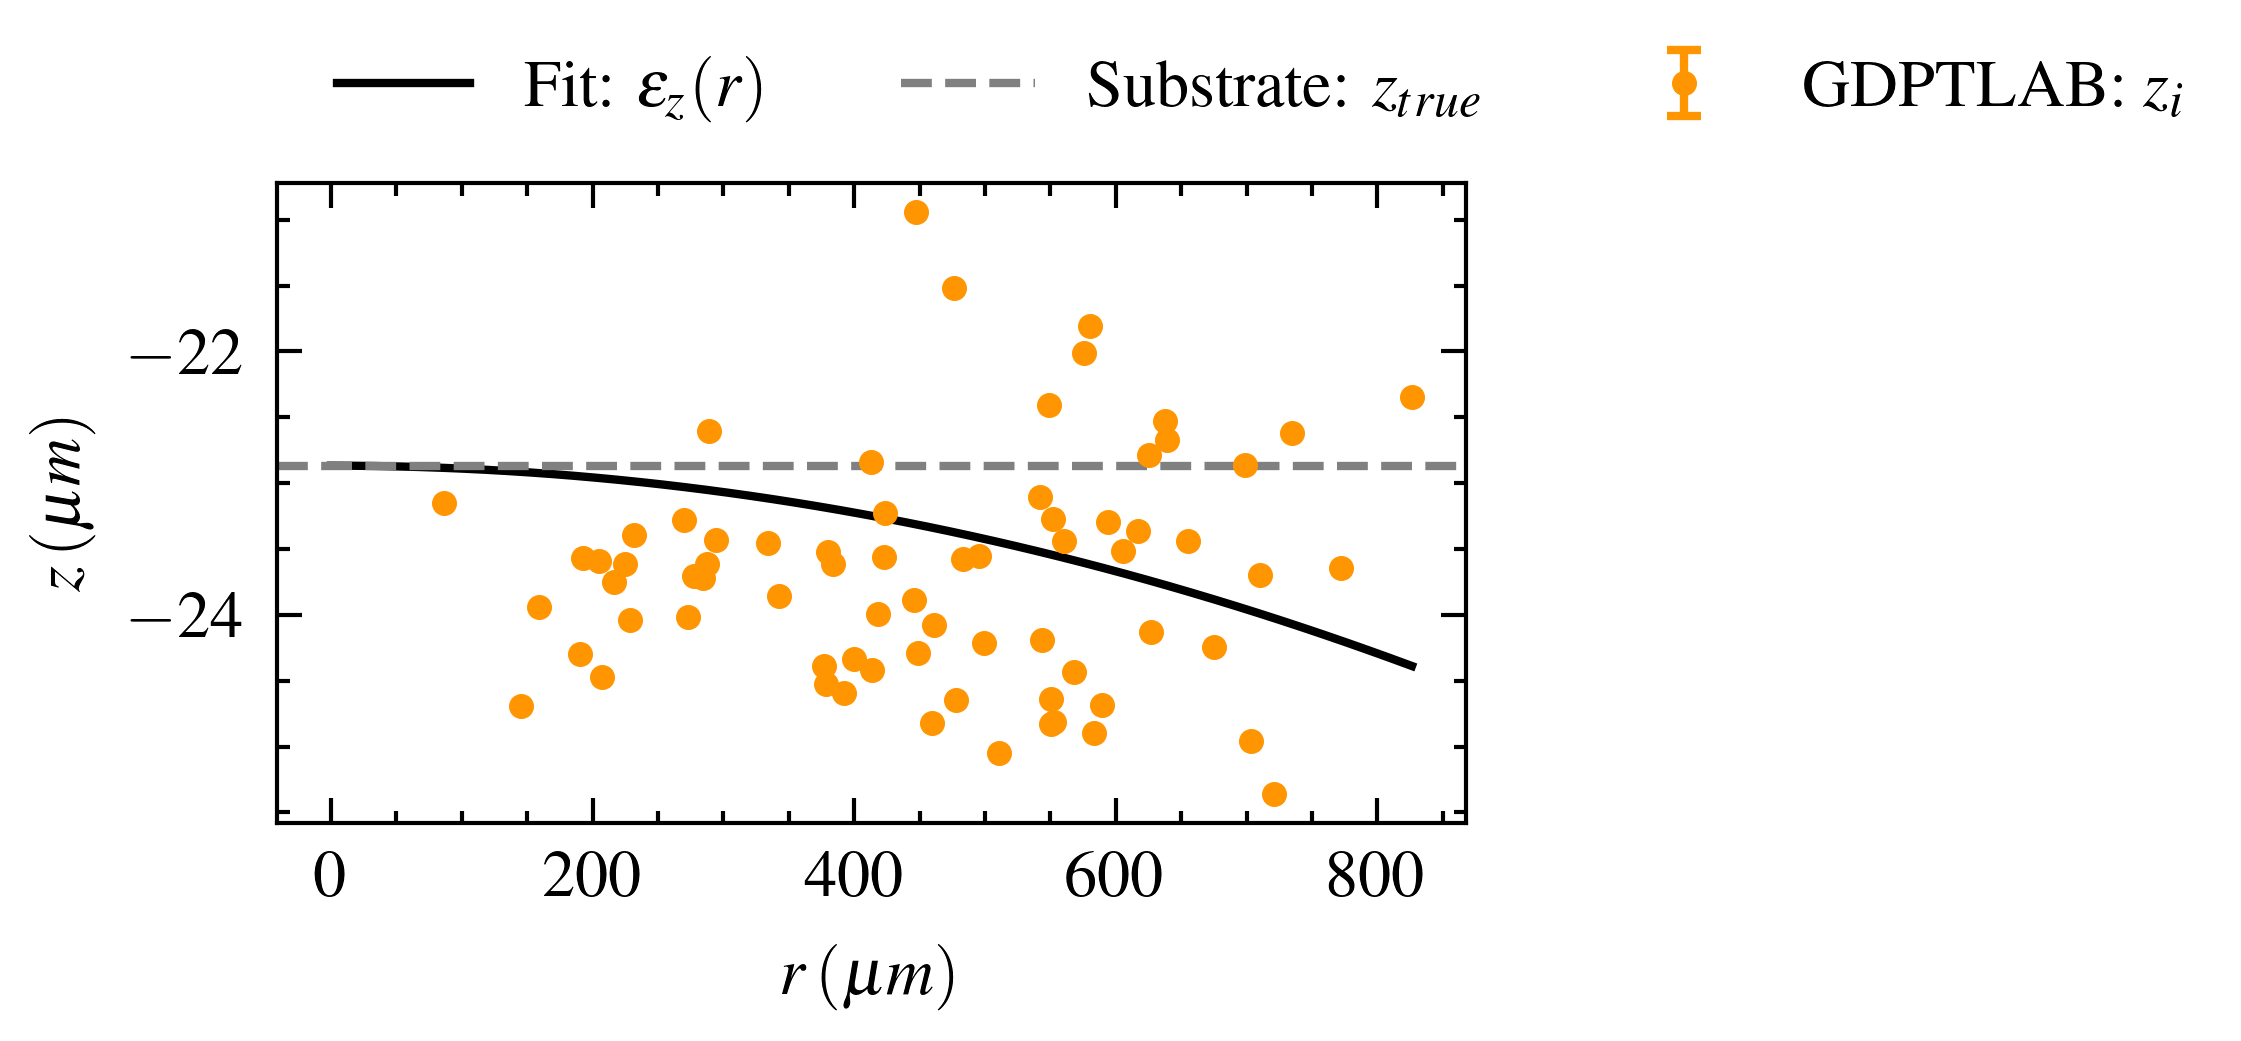 Fit: εz(r) Substrate: ztrue GDPTLAB: zi
−22
−24
z (μm)
0 200 400 600 800
r (μm)